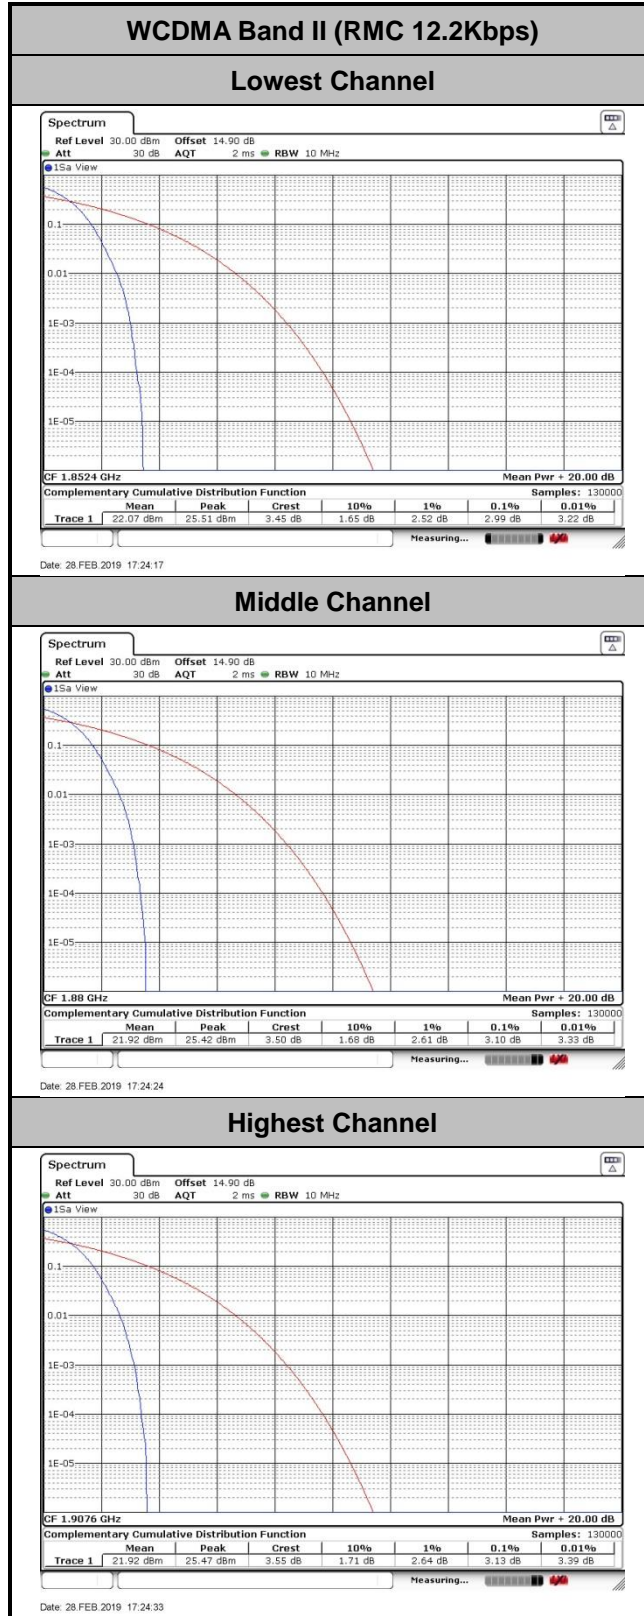 WCDMA Band II (RMC 12.2Kbps)
Lowest Channel
Spectrum
Ref Level 30.00 dBm Offset 14.90 dB
Att 30 dB AQT 2 ms RBW 10 MHz
1Sa View
0.1
0.01
1E-03
1E-04
1E-05
CF 1.8524 GHz Mean Pwr + 20.00 dB
Complementary Cumulative Distribution Function Samples: 130000
Mean Peak Crest 10% 1% 0.1% 0.01%
Trace 1 22.07 dBm 25.51 dBm 3.45 dB 1.65 dB 2.52 dB 2.99 dB 3.22 dB
Measuring...
Date: 28.FEB.2019 17:24:17
Middle Channel
Spectrum
Ref Level 30.00 dBm Offset 14.90 dB
Att 30 dB AQT 2 ms RBW 10 MHz
1Sa View
0.1
0.01
1E-03
1E-04
1E-05
CF 1.88 GHz Mean Pwr + 20.00 dB
Complementary Cumulative Distribution Function Samples: 130000
Mean Peak Crest 10% 1% 0.1% 0.01%
Trace 1 21.92 dBm 25.42 dBm 3.50 dB 1.68 dB 2.61 dB 3.10 dB 3.33 dB
Measuring...
Date: 28.FEB.2019 17:24:24
Highest Channel
Spectrum
Ref Level 30.00 dBm Offset 14.90 dB
Att 30 dB AQT 2 ms RBW 10 MHz
1Sa View
0.1
0.01
1E-03
1E-04
1E-05
CF 1.9076 GHz Mean Pwr + 20.00 dB
Complementary Cumulative Distribution Function Samples: 130000
Mean Peak Crest 10% 1% 0.1% 0.01%
Trace 1 21.92 dBm 25.47 dBm 3.55 dB 1.71 dB 2.64 dB 3.13 dB 3.39 dB
Measuring...
Date: 28.FEB.2019 17:24:33